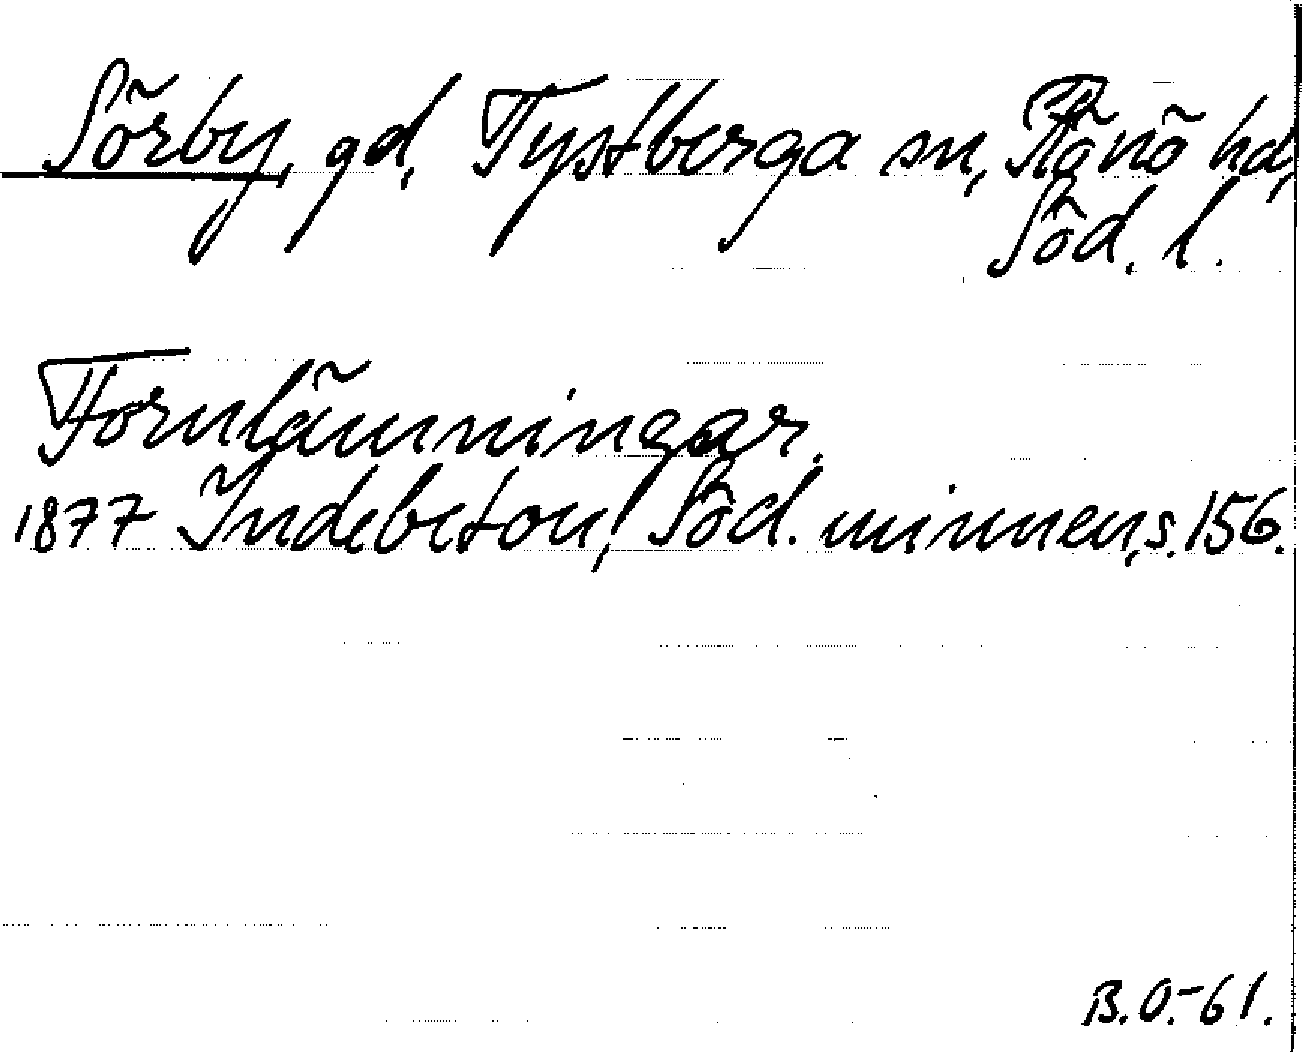 Sörby, gd, Tystberga sn, Rönö hd,
Söd. l.
Fornlämningar.
1877 Indebetou, Söd. minnen, s. 156.
B.O.-61.